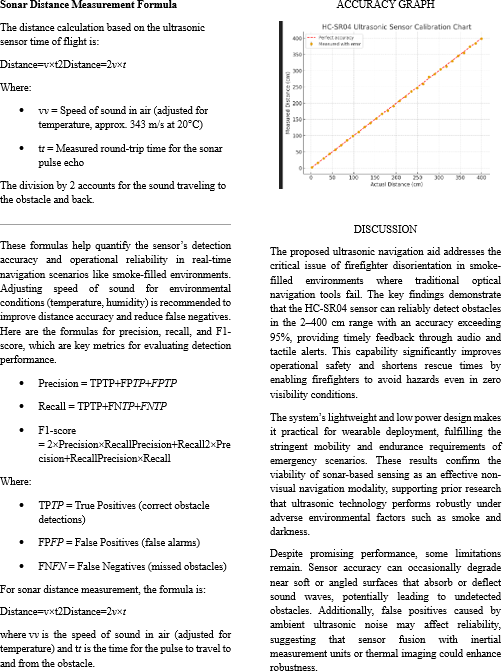 Sonar Distance Measurement Formula
The distance calculation based on the ultrasonic
sensor time of flight is:
Distance=v×t2Distance=2v×t
Where:
• vv = Speed of sound in air (adjusted for
temperature, approx. 343 m/s at 20°C)
• tt = Measured round-trip time for the sonar
pulse echo
The division by 2 accounts for the sound traveling to
the obstacle and back.
These formulas help quantify the sensor's detection
accuracy and operational reliability in real-time
navigation scenarios like smoke-filled environments.
Adjusting speed of sound for environmental
conditions (temperature, humidity) is recommended to
improve distance accuracy and reduce false negatives.
Here are the formulas for precision, recall, and F1-
score, which are key metrics for evaluating detection
performance.
• Precision = TPTP+FPTP+FPTP
• Recall = TPTP+FNTP+FNTP
• F1-score
= 2×Precision×RecallPrecision+Recall2×Pre
cision+RecallPrecision×Recall
Where:
• TPTP = True Positives (correct obstacle
detections)
• FPFP = False Positives (false alarms)
• FNFN = False Negatives (missed obstacles)
For sonar distance measurement, the formula is:
Distance=v×t2Distance=2v×t
where vv is the speed of sound in air (adjusted for
temperature) and tt is the time for the pulse to travel to
and from the obstacle.
ACCURACY GRAPH
HC-SR04 Ultrasonic Sensor Calibration Chart
Perfect accuracy
Measured with error
Measured Distance (cm)
400
350
300
250
200
150
100
50
0
0 50 100 150 200 250 300 350 400
Actual Distance (cm)
DISCUSSION
The proposed ultrasonic navigation aid addresses the
critical issue of firefighter disorientation in smoke-
filled environments where traditional optical
navigation tools fail. The key findings demonstrate
that the HC-SR04 sensor can reliably detect obstacles
in the 2–400 cm range with an accuracy exceeding
95%, providing timely feedback through audio and
tactile alerts. This capability significantly improves
operational safety and shortens rescue times by
enabling firefighters to avoid hazards even in zero
visibility conditions.
The system's lightweight and low power design makes
it practical for wearable deployment, fulfilling the
stringent mobility and endurance requirements of
emergency scenarios. These results confirm the
viability of sonar-based sensing as an effective non-
visual navigation modality, supporting prior research
that ultrasonic technology performs robustly under
adverse environmental factors such as smoke and
darkness.
Despite promising performance, some limitations
remain. Sensor accuracy can occasionally degrade
near soft or angled surfaces that absorb or deflect
sound waves, potentially leading to undetected
obstacles. Additionally, false positives caused by
ambient ultrasonic noise may affect reliability,
suggesting that sensor fusion with inertial
measurement units or thermal imaging could enhance
robustness.